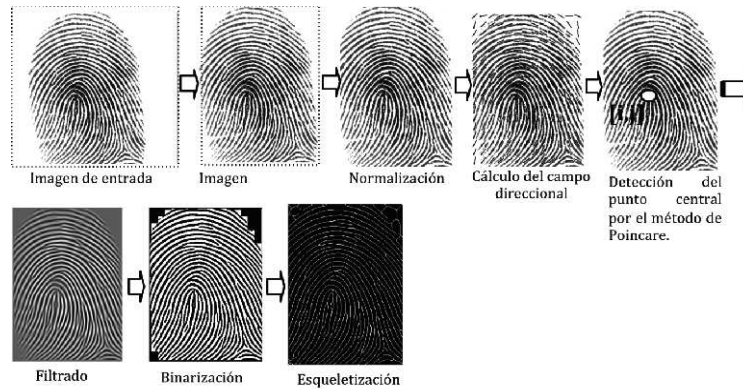 Imagen de entrada
Imagen
Normalización
Cálculo del campo
direccional
[i,j]
Detección del
punto central
por el método de
Poincare.
Filtrado
Binarización
Esqueletización